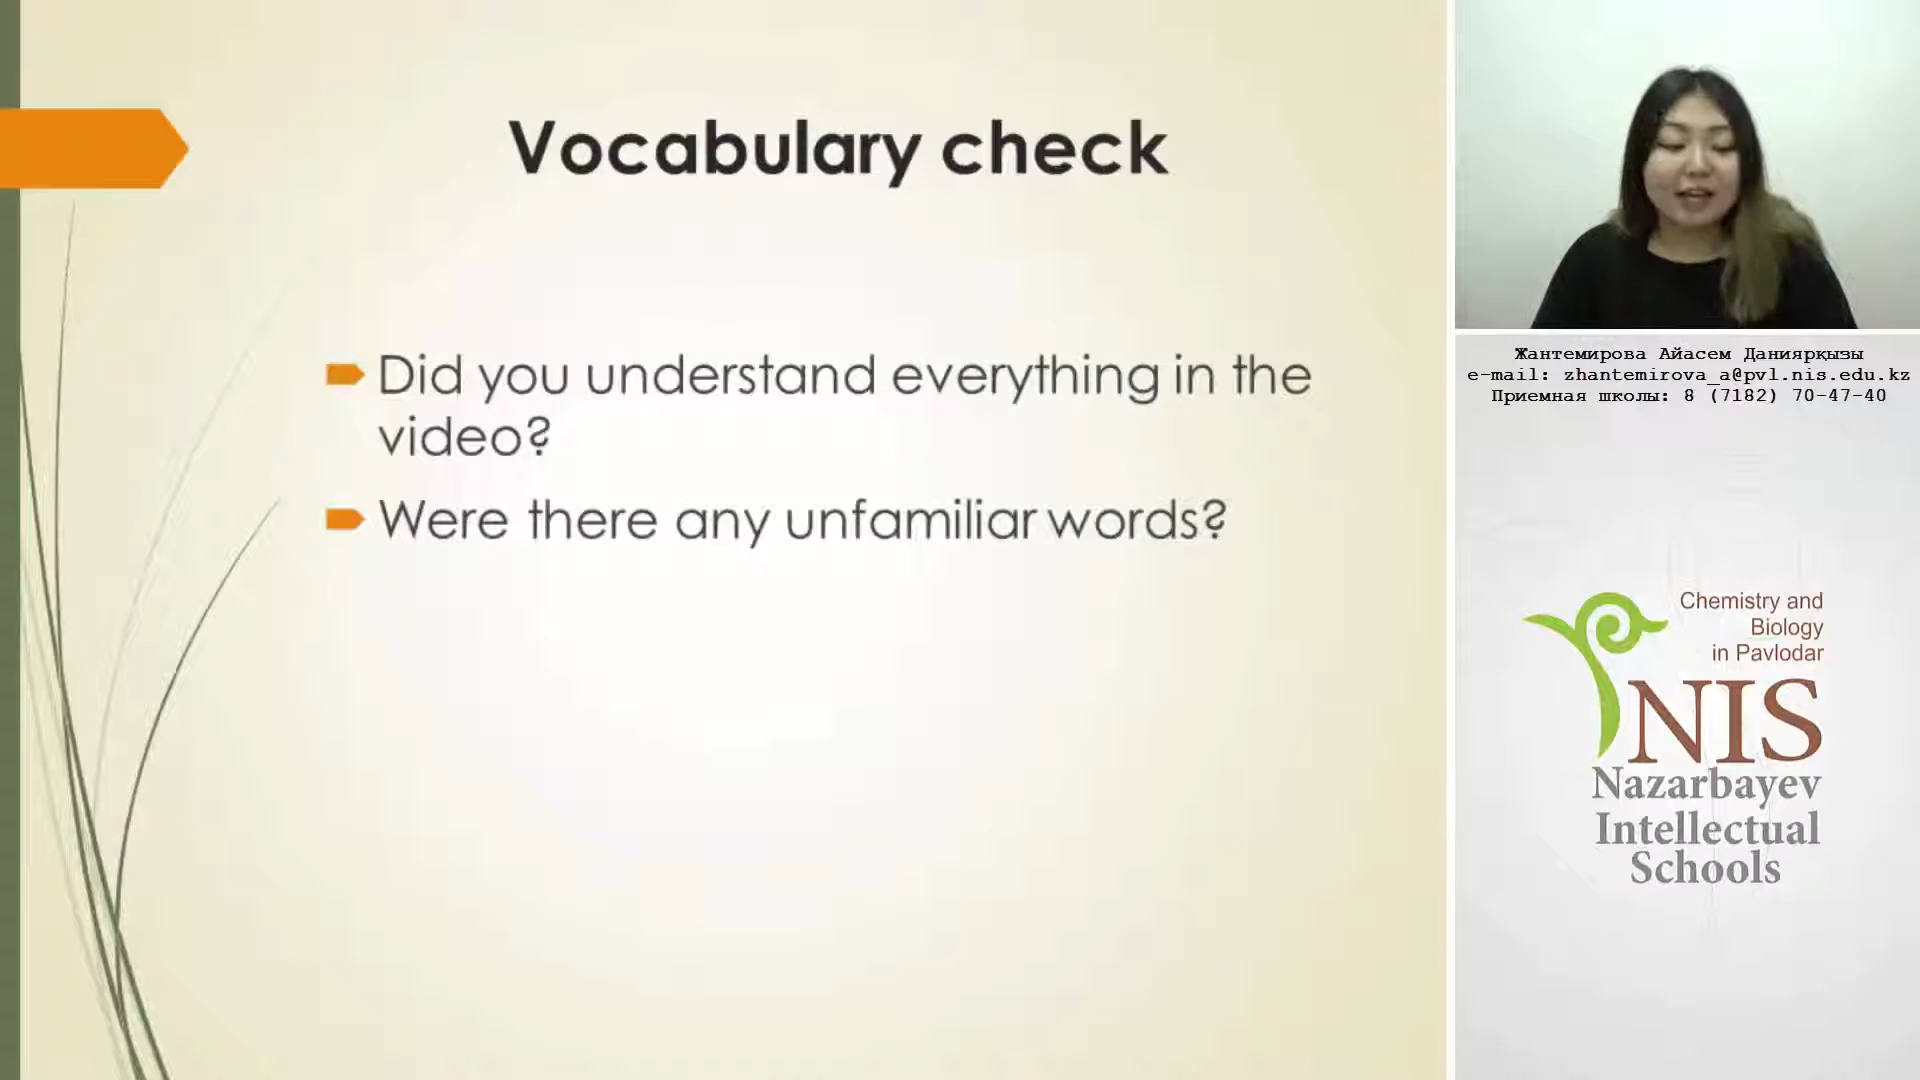 Vocabulary check
Did you understand everything in the
video?
Were there any unfamiliar words?
Жантемирова Айасем Даниярқызы
e-mail: zhantemirova_a@pvl.nis.edu.kz
Приемная школы: 8 (7182) 70-47-40
Chemistry and
Biology
in Pavlodar
NIS
Nazarbayev
Intellectual
Schools